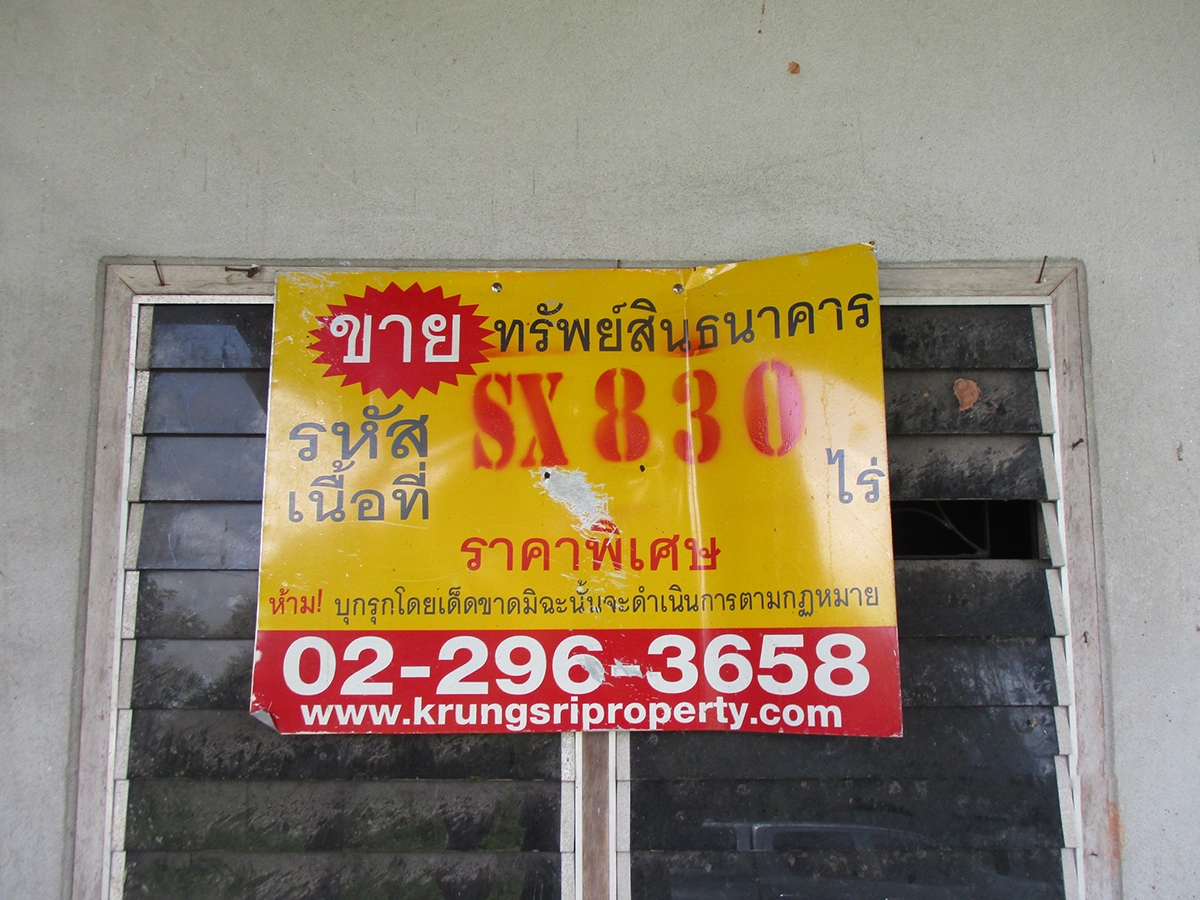 ขาย ทรัพย์สินธนาคาร
รหัส SX 830
เนื้อที่ ไร่
ราคาพิเศษ
ห้าม! บุกรุกโดยเด็ดขาดมิฉะนั้นจะดำเนินการตามกฏหมาย
02-296-3658
www.krungsriproperty.com